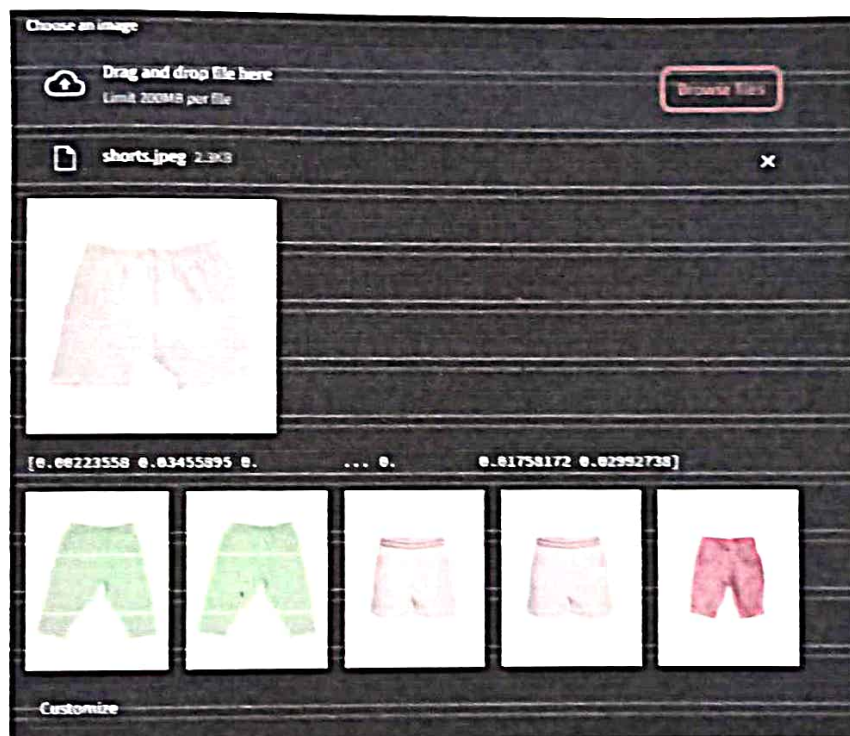 Choose an image
Drag and drop file here
Limit 200MB per file
Browse files
shorts.jpeg 2.3KB
[0.00223558 0.03455895 0. ... 0. 0.01758172 0.02992738]
Customize